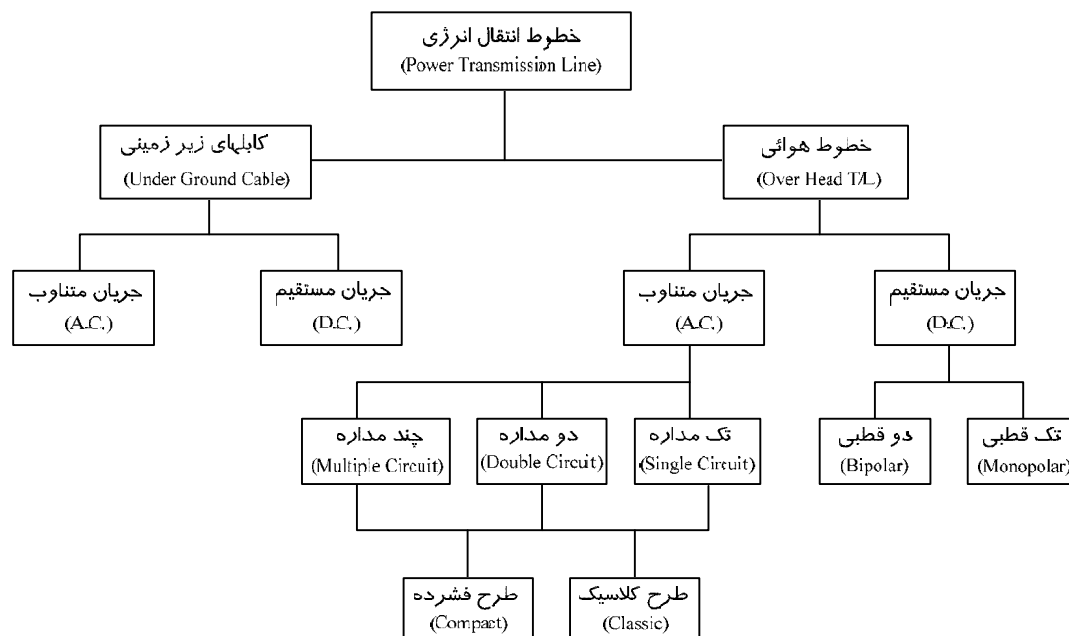 خطوط انتقال انرژی
(Power Transmission Line)
خطوط هوائی
(Over Head T/L)
کابلهای زیر زمینی
(Under Ground Cable)
جریان مستقیم
(D.C.)
جریان متناوب
(A.C.)
جریان مستقیم
(D.C.)
جریان متناوب
(A.C.)
تک قطبی
(Monopolar)
دو قطبی
(Bipolar)
تک مداره
(Single Circuit)
دو مداره
(Double Circuit)
چند مداره
(Multiple Circuit)
طرح کلاسیک
(Classic)
طرح فشرده
(Compact)